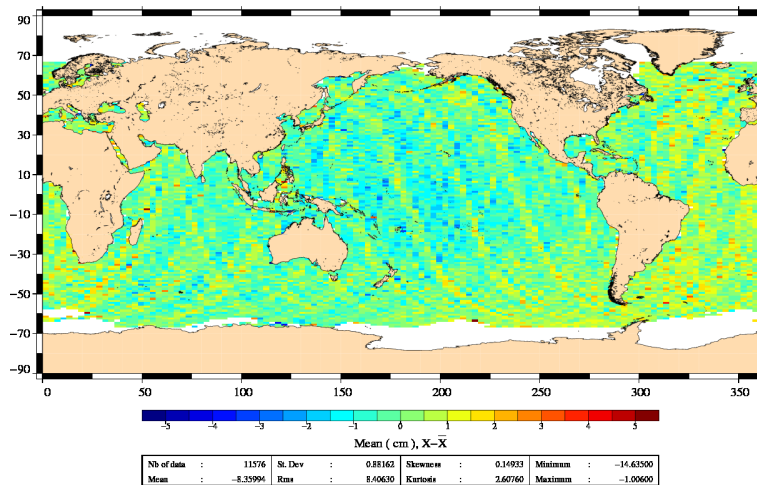 90
70
50
30
10
−10
−30
−50
−70
−90
0 50 100 150 200 250 300 350
−5 −4 −3 −2 −1 0 1 2 3 4 5
Mean ( cm ), X−X̅
Nb of data : 11576 St. Dev : 0.88162 Skewness : 0.14933 Minimum : −14.63500
Mean : −8.35994 Rms : 8.40630 Kurtosis : 2.60760 Maximum : −1.00600